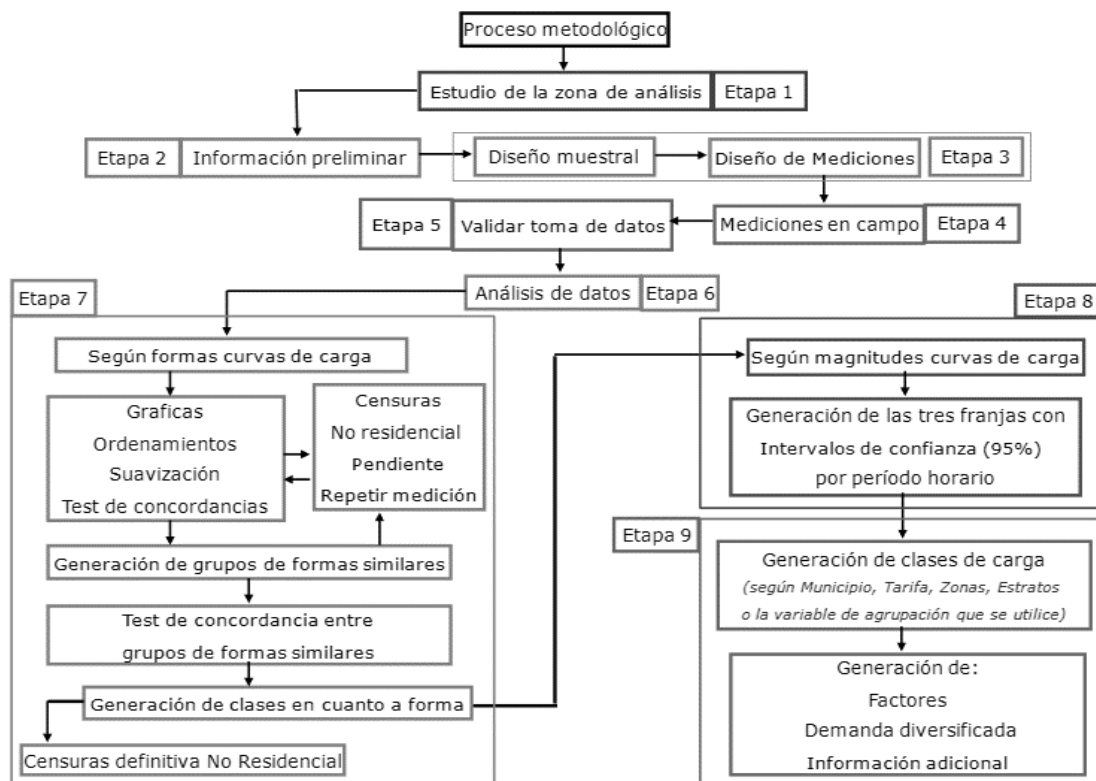 Proceso metodológico
Estudio de la zona de análisis
Etapa 1
Etapa 2
Información preliminar
Diseño muestral
Diseño de Mediciones
Etapa 3
Etapa 5
Validar toma de datos
Mediciones en campo
Etapa 4
Análisis de datos
Etapa 6
Etapa 7
Según formas curvas de carga
Graficas
Ordenamientos
Suavización
Test de concordancias
Censuras
No residencial
Pendiente
Repetir medición
Generación de grupos de formas similares
Test de concordancia entre
grupos de formas similares
Generación de clases en cuanto a forma
Censuras definitiva No Residencial
Etapa 8
Según magnitudes curvas de carga
Generación de las tres franjas con
Intervalos de confianza (95%)
por período horario
Etapa 9
Generación de clases de carga
(según Municipio, Tarifa, Zonas, Estratos
o la variable de agrupación que se utilice)
Generación de:
Factores
Demanda diversificada
Información adicional